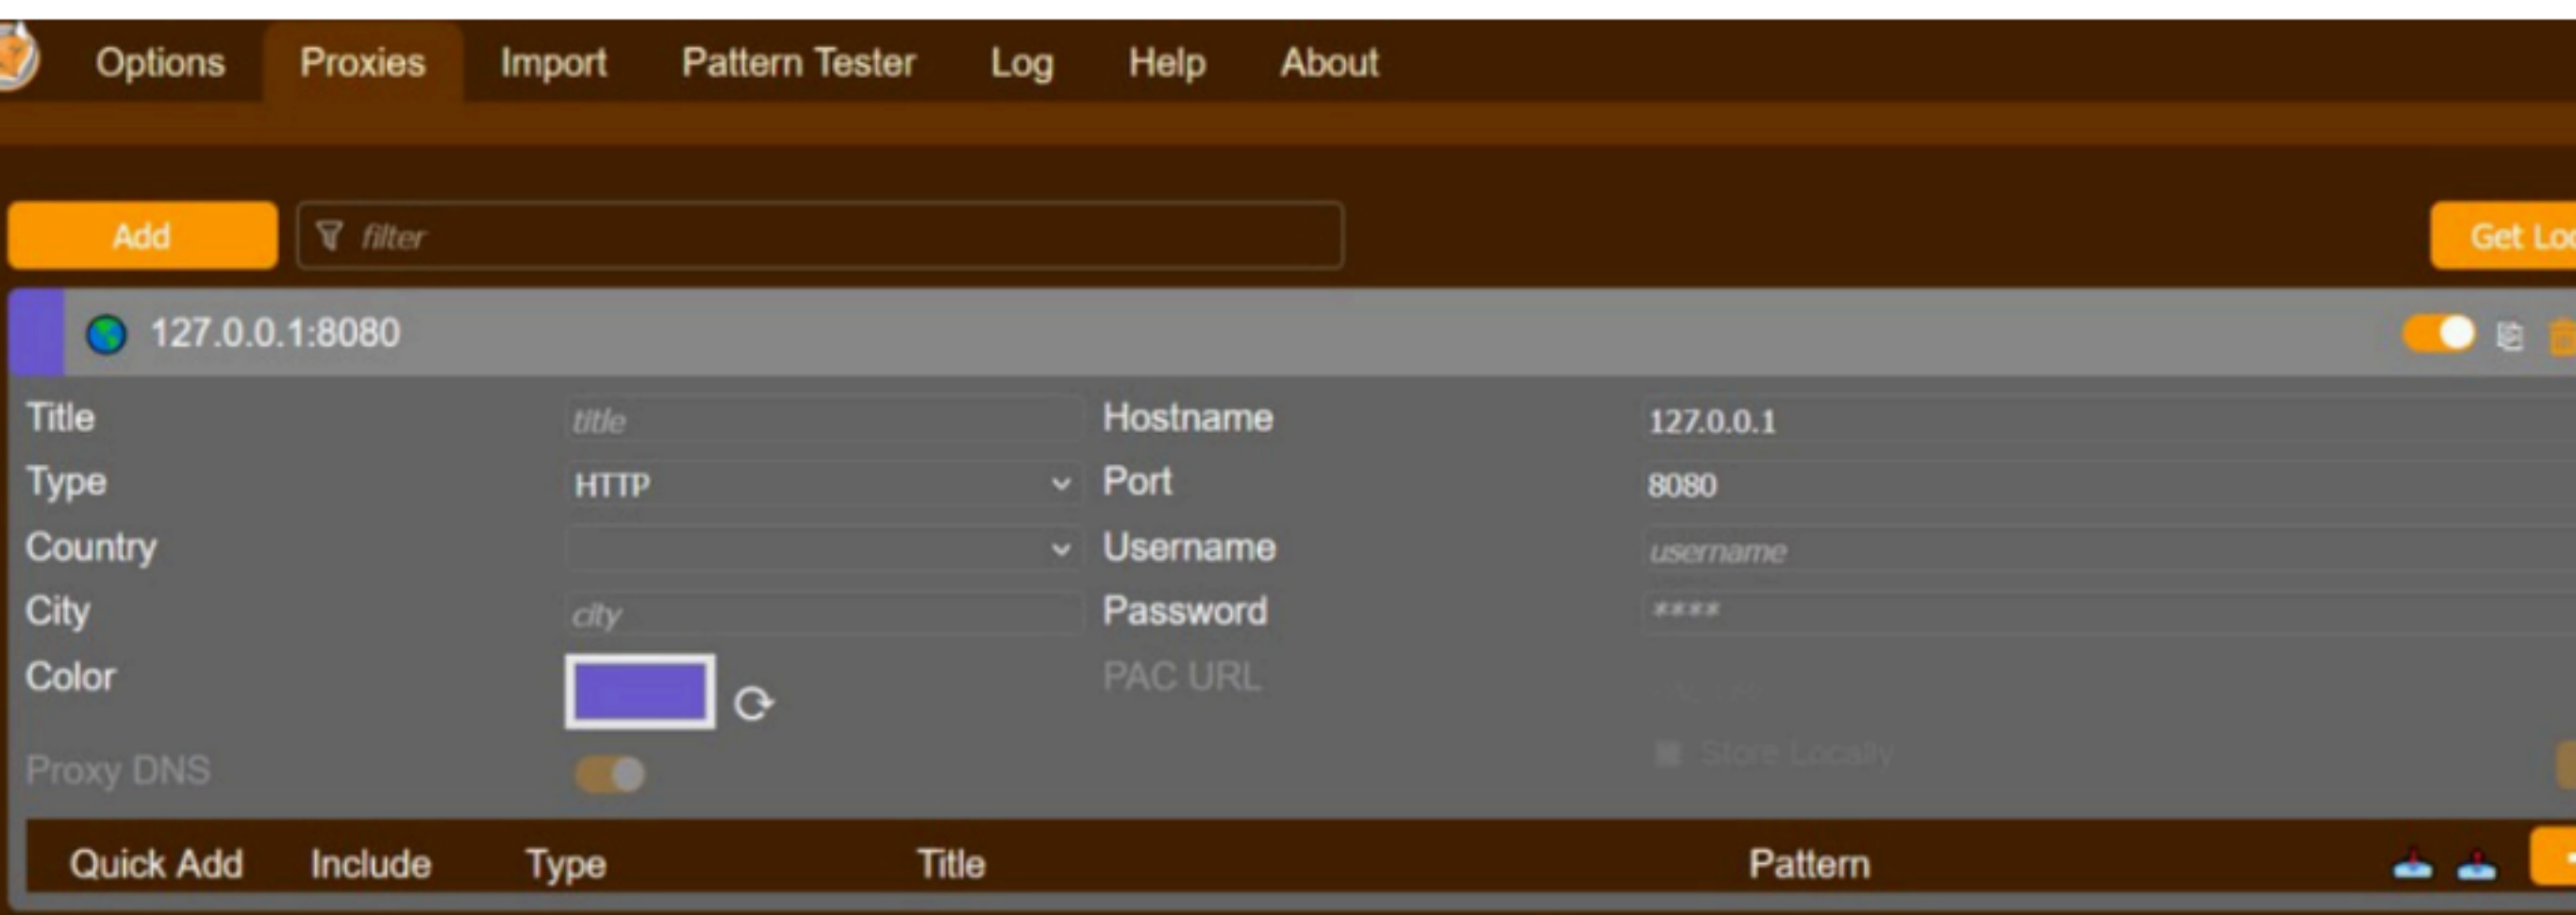 Options Proxies Import Pattern Tester Log Help About
Add filter Get
127.0.0.1:8080
Title title Hostname 127.0.0.1
Type HTTP Port 8080
Country Username username
City city Password ****
Color PAC URL
Proxy DNS Store Locally
Quick Add Include Type Title Pattern